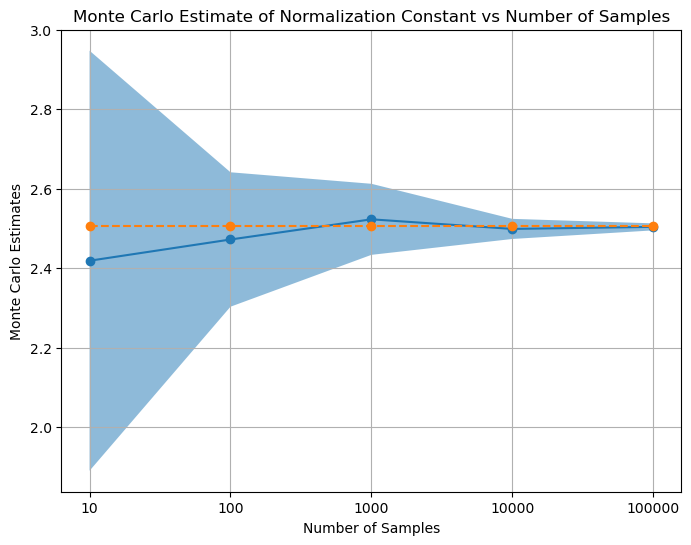 Monte Carlo Estimate of Normalization Constant vs Number of Samples
Monte Carlo Estimates
3.0
2.8
2.6
2.4
2.2
2.0
10 100 1000 10000 100000
Number of Samples